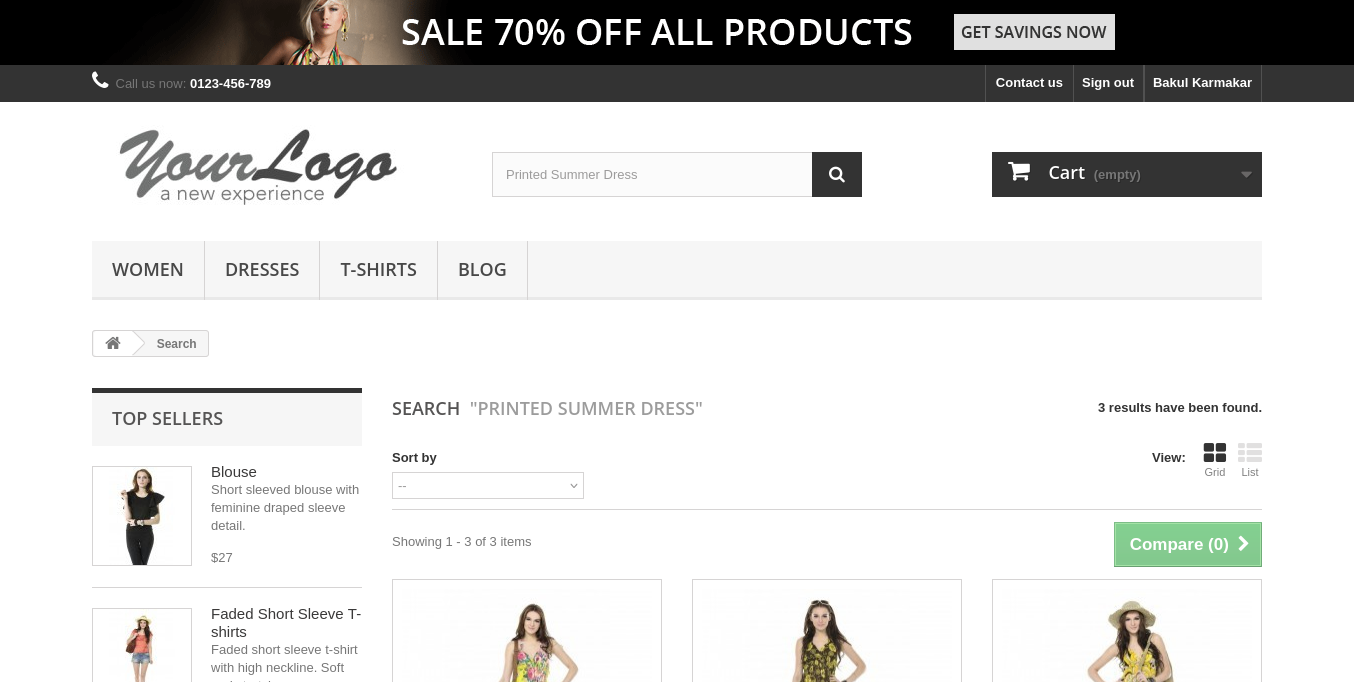 SALE 70% OFF ALL PRODUCTS
GET SAVINGS NOW
Call us now: 0123-456-789
Contact us
Sign out
Bakul Karmakar
Your Logo
a new experience
Printed Summer Dress
Cart (empty)
WOMEN
DRESSES
T-SHIRTS
BLOG
Search
TOP SELLERS
Blouse
Short sleeved blouse with
feminine draped sleeve
detail.
$27
Faded Short Sleeve T-
shirts
Faded short sleeve t-shirt
with high neckline. Soft
SEARCH "PRINTED SUMMER DRESS"
3 results have been found.
Sort by
--
View:
Grid
List
Showing 1 - 3 of 3 items
Compare (0)